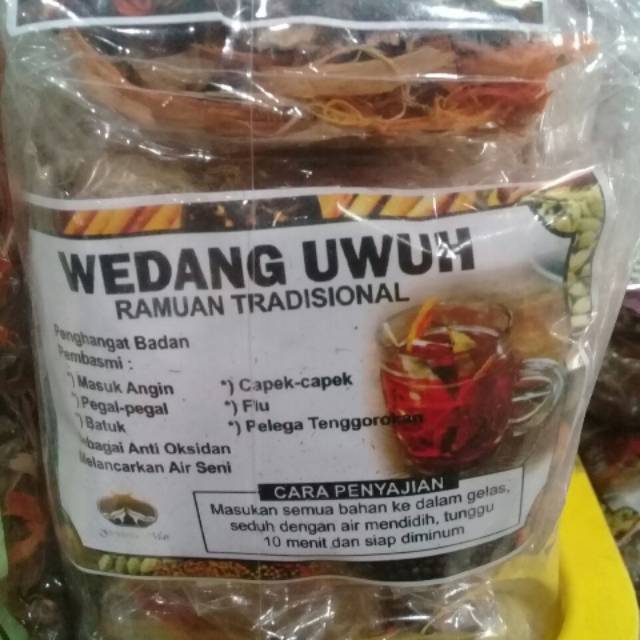 WEDANG UWUH
RAMUAN TRADISIONAL
Penghangat Badan
Pembasmi :
*) Masuk Angin
*) Pegal-pegal
*) Batuk
*) Capek-capek
*) Flu
*) Pelega Tenggorokan
Sebagai Anti Oksidan
Melancarkan Air Seni
CARA PENYAJIAN
Masukan semua bahan ke dalam gelas,
seduh dengan air mendidih, tunggu
10 menit dan siap diminum